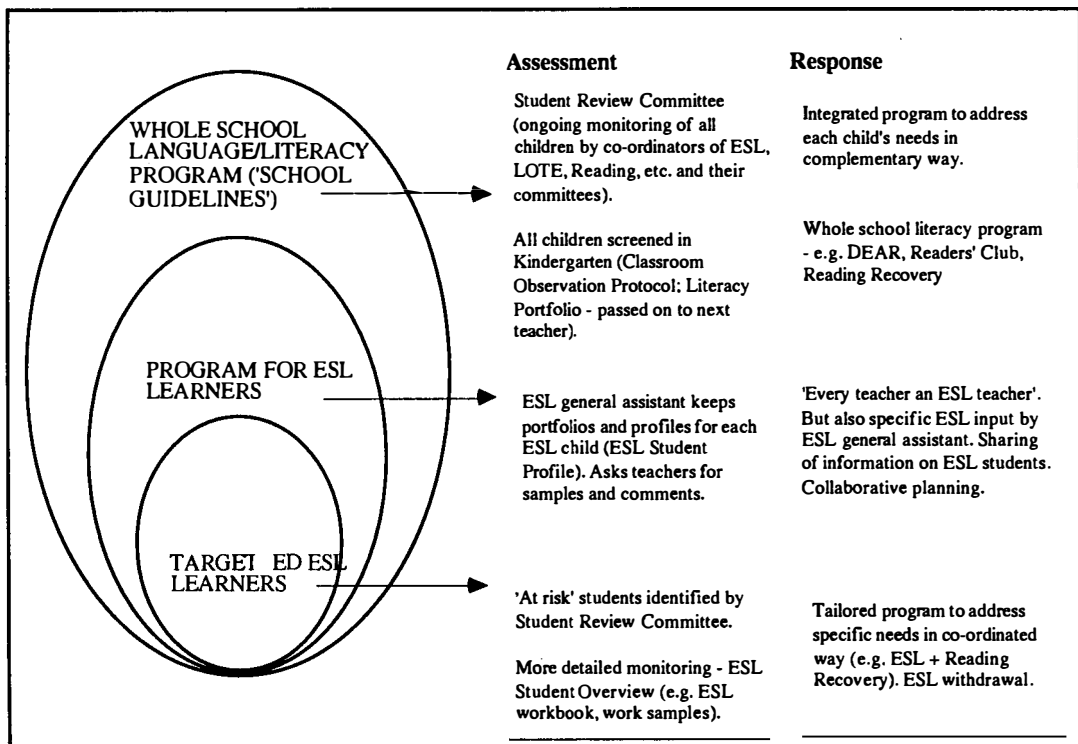 WHOLE SCHOOL
LANGUAGE/LITERACY
PROGRAM ('SCHOOL
GUIDELINES')
PROGRAM FOR ESL
LEARNERS
TARGET ED ESL
LEARNERS
Assessment
Student Review Committee
(ongoing monitoring of all
children by co-ordinators of ESL,
LOTE, Reading, etc. and their
committees).
All children screened in
Kindergarten (Classroom
Observation Protocol; Literacy
Portfolio - passed on to next
teacher).
ESL general assistant keeps
portfolios and profiles for each
ESL child (ESL Student
Profile). Asks teachers for
samples and comments.
'At risk' students identified by
Student Review Committee.
More detailed monitoring - ESL
Student Overview (e.g. ESL
workbook, work samples).
Response
Integrated program to address
each child's needs in
complementary way.
Whole school literacy program
- e.g. DEAR, Readers' Club,
Reading Recovery
'Every teacher an ESL teacher'.
But also specific ESL input by
ESL general assistant. Sharing
of information on ESL students.
Collaborative planning.
Tailored program to address
specific needs in co-ordinated
way (e.g. ESL + Reading
Recovery). ESL withdrawal.